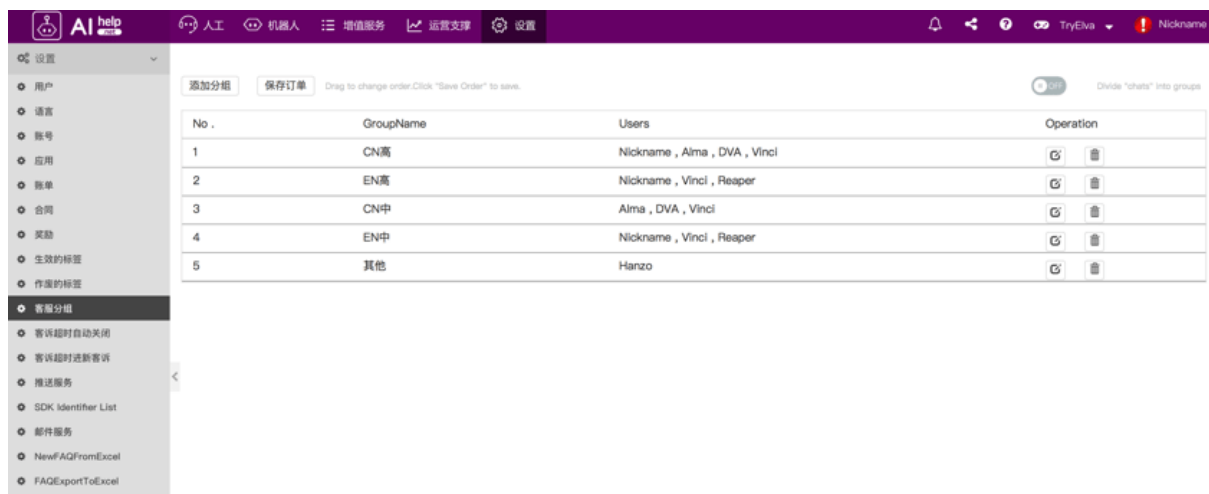 AI help .net 人工 机器人 增值服务 运营支撑 设置 TryElva Nickname
设置
用户
语言
账号
应用
账单
合同
奖励
生效的标签
作废的标签
客服分组
客诉超时自动关闭
客诉超时进新客诉
推送服务
SDK Identifier List
邮件服务
NewFAQFromExcel
FAQExportToExcel
添加分组 保存订单 Drag to change order.Click "Save Order" to save. OFF Divide "chats" into groups
No . GroupName Users Operation
1 CN高 Nickname , Alma , DVA , Vinci
2 EN高 Nickname , Vinci , Reaper
3 CN中 Alma , DVA , Vinci
4 EN中 Nickname , Vinci , Reaper
5 其他 Hanzo